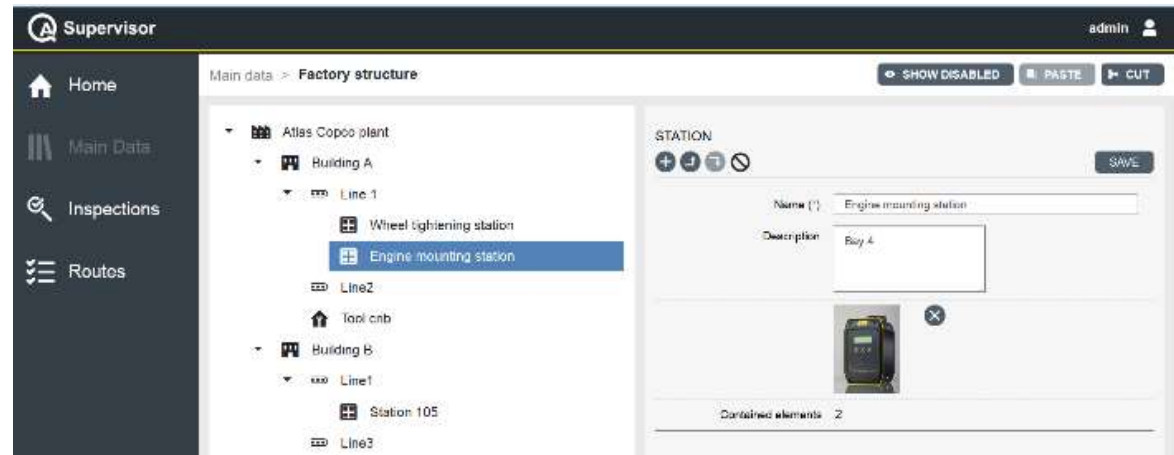 QA Supervisor
admin
Home
Main Data
Inspections
Routes
Main data > Factory structure
SHOW DISABLED
PASTE
CUT
Atlas Copco plant
Building A
Line 1
Wheel tightening station
Engine mounting station
Line2
Tool crib
Building B
Line1
Station 105
Line3
STATION
SAVE
Name (*) Engine mounting station
Description Bay 4
Contained elements 2